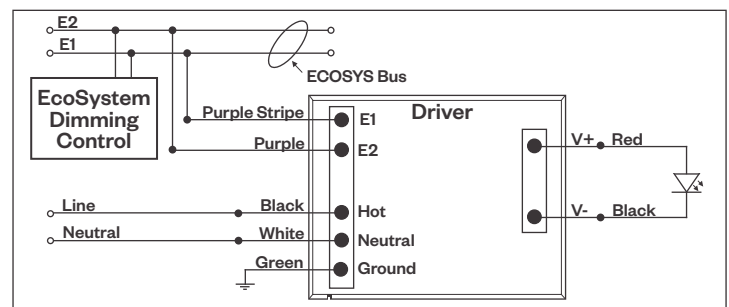 E2
E1
ECOSYS Bus
EcoSystem
Dimming
Control
Driver
Purple Stripe
E1
Purple
E2
V+
Red
Line
Black
Hot
V-
Black
Neutral
White
Neutral
Green
Ground